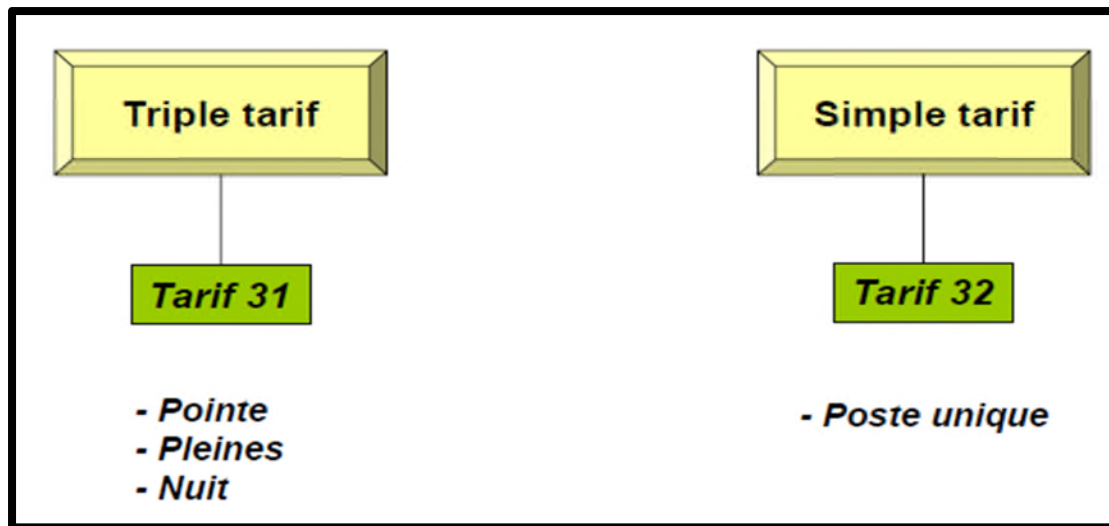 Triple tarif
Tarif 31
- Pointe
- Pleines
- Nuit
Simple tarif
Tarif 32
- Poste unique